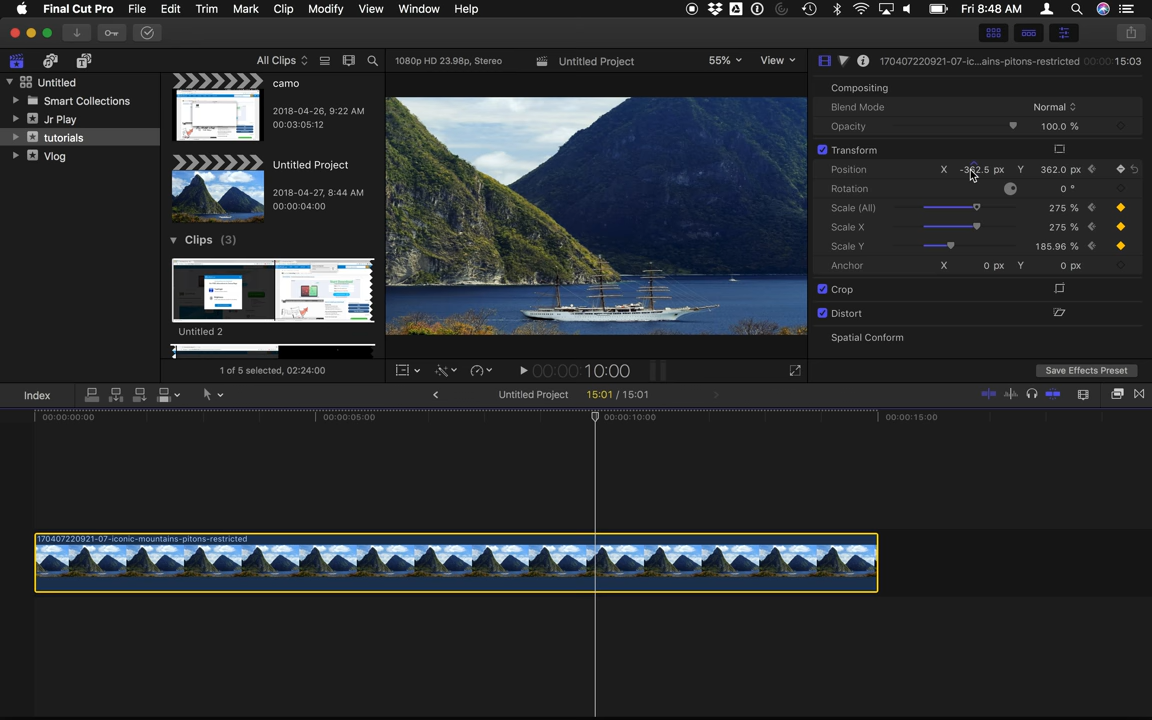 Final Cut Pro File Edit Trim Mark Clip Modify View Window Help Fri 8:48 AM
All Clips 1080p HD 23.98p, Stereo Untitled Project 55% View 170407220921-07-ic...ains-pitons-restricted 00:00:15:03
Untitled
Smart Collections
Jr Play
tutorials
Vlog
camo
2018-04-26, 9:22 AM
00:03:05:12
Untitled Project
2018-04-27, 8:44 AM
00:00:04:00
Clips (3)
Untitled 2
1 of 5 selected, 02:24:00
00:00:00:10:00
Compositing
Blend Mode Normal
Opacity 100.0 %
Transform
Position X -362.5 px Y 362.0 px
Rotation 0 °
Scale (All) 275 %
Scale X 275 %
Scale Y 185.96 %
Anchor X 0 px Y 0 px
Crop
Distort
Spatial Conform
Save Effects Preset
Index Untitled Project 15:01 / 15:01
00:00:00:00 00:00:05:00 00:00:10:00 00:00:15:00
170407220921-07-iconic-mountains-pitons-restricted